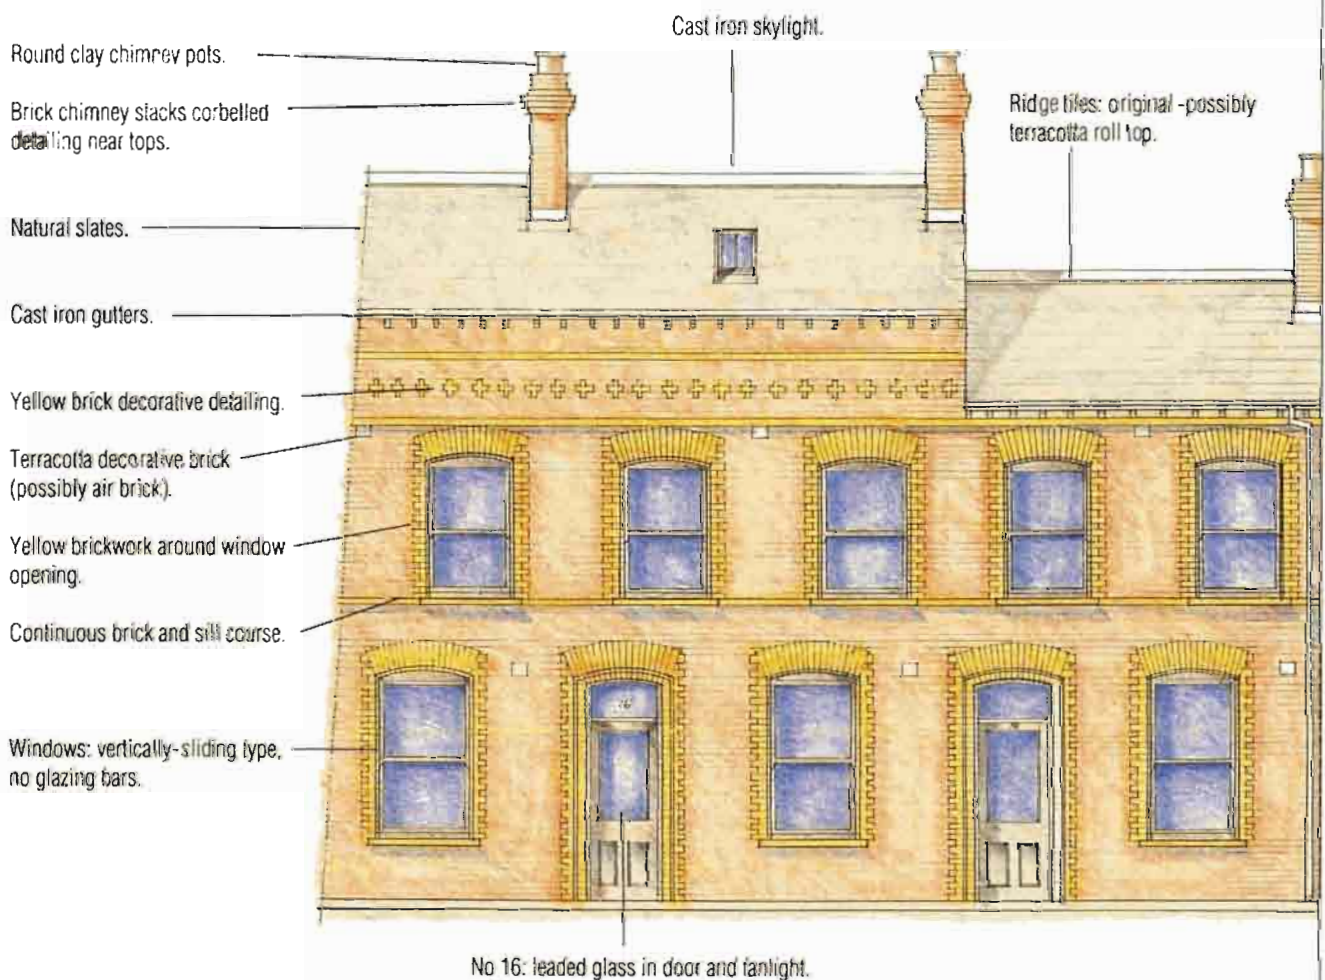 Cast iron skylight.
Round clay chimney pots.
Brick chimney stacks corbelled
detailing near tops.
Ridge tiles: original -possibly
terracotta roll top.
Natural slates.
Cast iron gutters.
Yellow brick decorative detailing.
Terracotta decorative brick
(possibly air brick).
Yellow brickwork around window
opening.
Continuous brick and sill course.
Windows: vertically-sliding type,
no glazing bars.
16
No 16: leaded glass in door and fanlight.